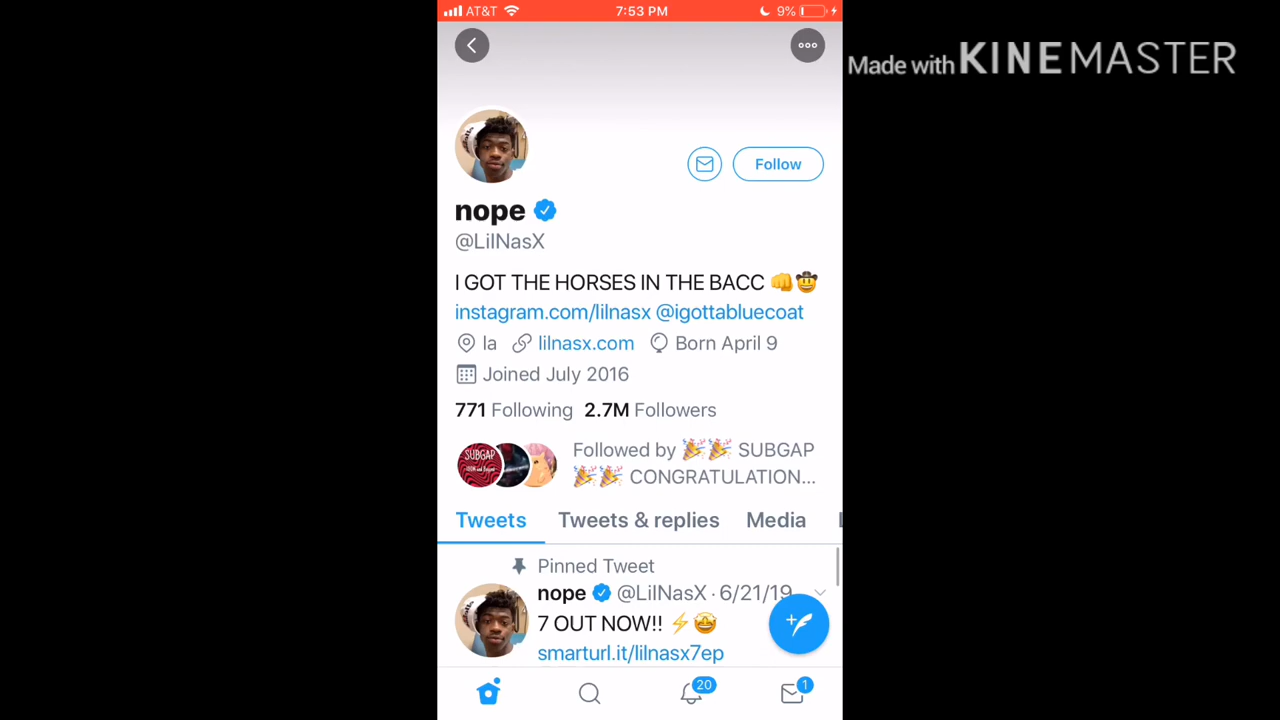 AT&T 7:53 PM 9%
Made with KINEMASTER
Follow
nope
@LilNasX
I GOT THE HORSES IN THE BACC 👊🤠
instagram.com/lilnasx @igottabluecoat
la lilnasx.com Born April 9
Joined July 2016
771 Following 2.7M Followers
SUBGAP
Followed by 🎉🎉 SUBGAP
🎉🎉 CONGRATULATION...
Tweets Tweets & replies Media
Pinned Tweet
nope @LilNasX · 6/21/19
7 OUT NOW!! ⚡🤩
smarturl.it/lilnasx7ep
20 1